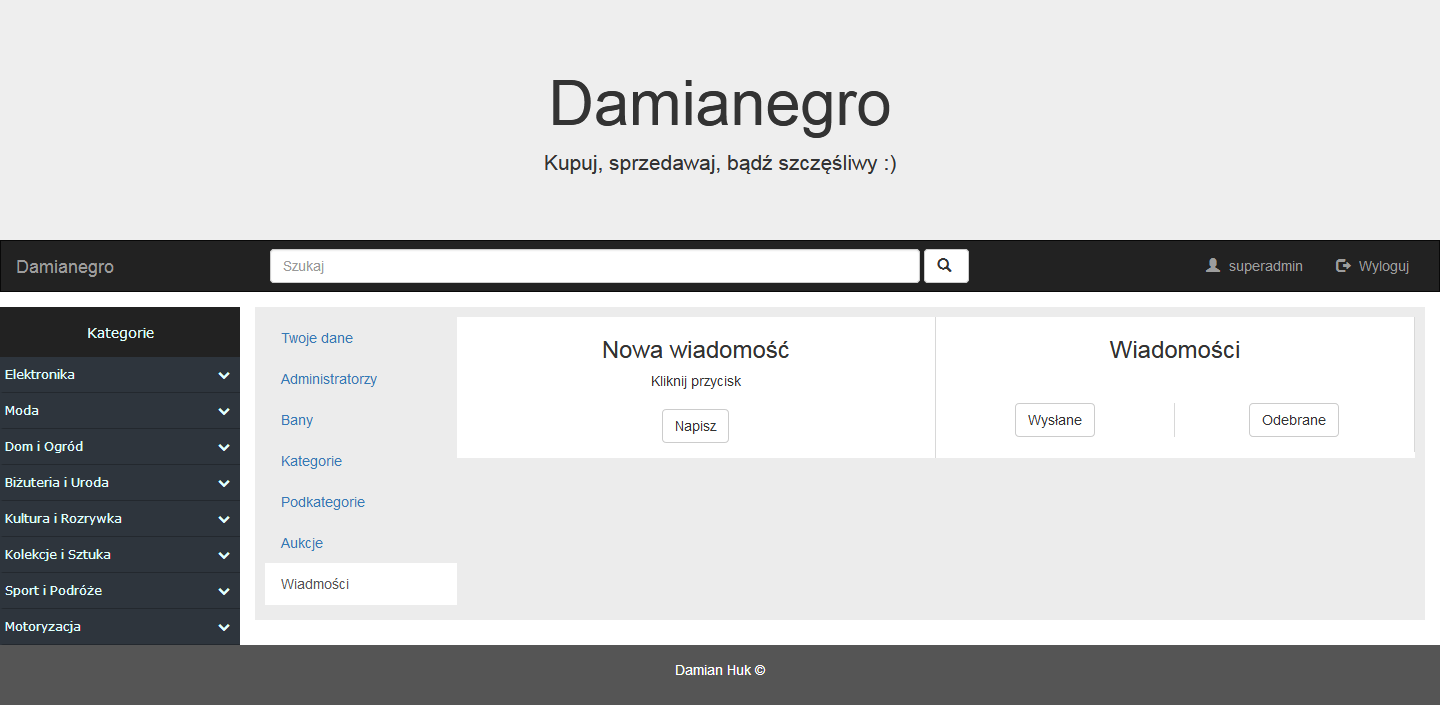 Damianegro
Kupuj, sprzedawaj, bądź szczęśliwy :)
Damianegro
Szukaj
superadmin
Wyloguj
Kategorie
Elektronika
Moda
Dom i Ogród
Biżuteria i Uroda
Kultura i Rozrywka
Kolekcje i Sztuka
Sport i Podróże
Motoryzacja
Twoje dane
Administratorzy
Bany
Kategorie
Podkategorie
Aukcje
Wiadmości
Nowa wiadomość
Kliknij przycisk
Napisz
Wiadomości
Wysłane
Odebrane
Damian Huk ©